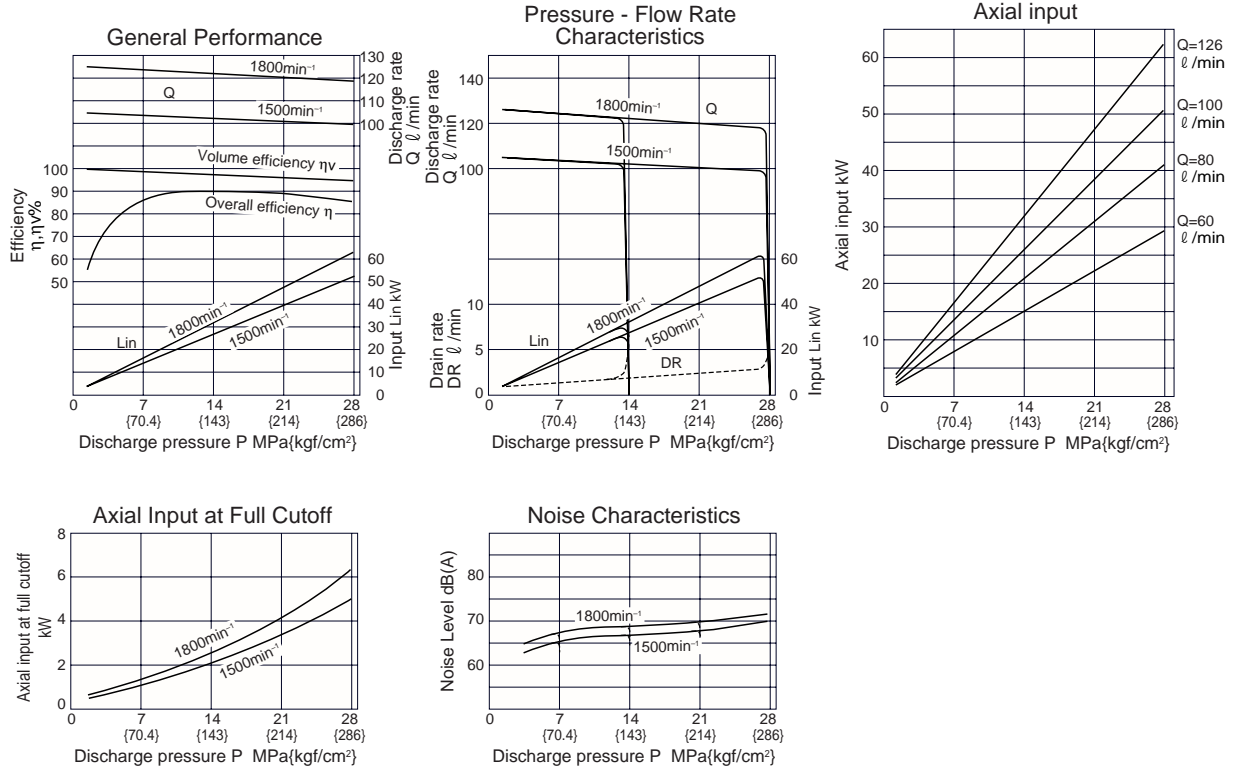 General Performance
130
120
110
100
Discharge rate
Q ℓ/min
1800min⁻¹
Q
1500min⁻¹
Volume efficiency ηv
Overall efficiency η
Efficiency
η,ηv%
100
90
80
70
60
50
60
50
40
30
20
10
0
Input Lin kW
Lin
1800min⁻¹
1500min⁻¹
0 7 14 21 28
{70.4} {143} {214} {286}
Discharge pressure P MPa{kgf/cm²}
Pressure - Flow Rate
Characteristics
Discharge rate
Q ℓ/min
140
120
100
1800min⁻¹
Q
1500min⁻¹
Drain rate
DR ℓ/min
10
5
0
60
40
20
0
Input Lin kW
Lin
1800min⁻¹
1500min⁻¹
DR
0 7 14 21 28
{70.4} {143} {214} {286}
Discharge pressure P MPa{kgf/cm²}
Axial input
Axial input kW
60
50
40
30
20
10
Q=126
ℓ/min
Q=100
ℓ/min
Q=80
ℓ/min
Q=60
ℓ/min
0 7 14 21 28
{70.4} {143} {214} {286}
Discharge pressure P MPa{kgf/cm²}
Axial Input at Full Cutoff
Axial input at full cutoff
kW
8
6
4
2
0
1800min⁻¹
1500min⁻¹
0 7 14 21 28
{70.4} {143} {214} {286}
Discharge pressure P MPa{kgf/cm²}
Noise Characteristics
Noise Level dB(A)
80
70
60
1800min⁻¹
1500min⁻¹
0 7 14 21 28
{70.4} {143} {214} {286}
Discharge pressure P MPa{kgf/cm²}